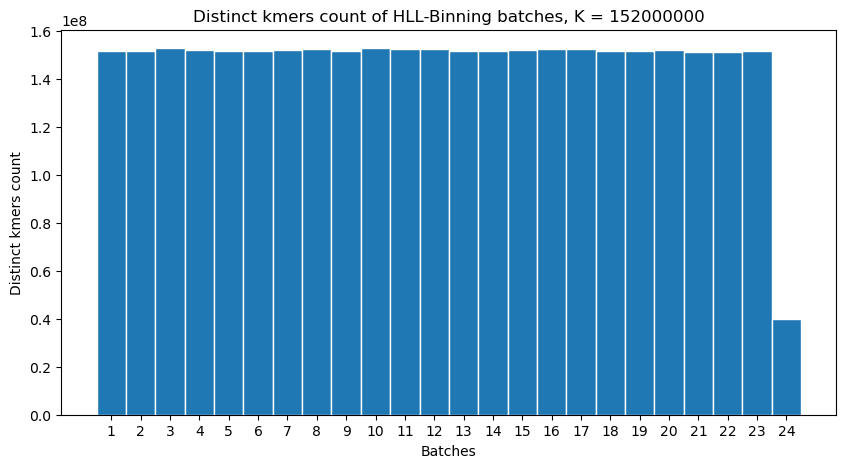 Distinct kmers count of HLL-Binning batches, K = 152000000
1e8
1.6
1.4
1.2
1.0
0.8
0.6
0.4
0.2
0.0
Distinct kmers count
1 2 3 4 5 6 7 8 9 10 11 12 13 14 15 16 17 18 19 20 21 22 23 24
Batches